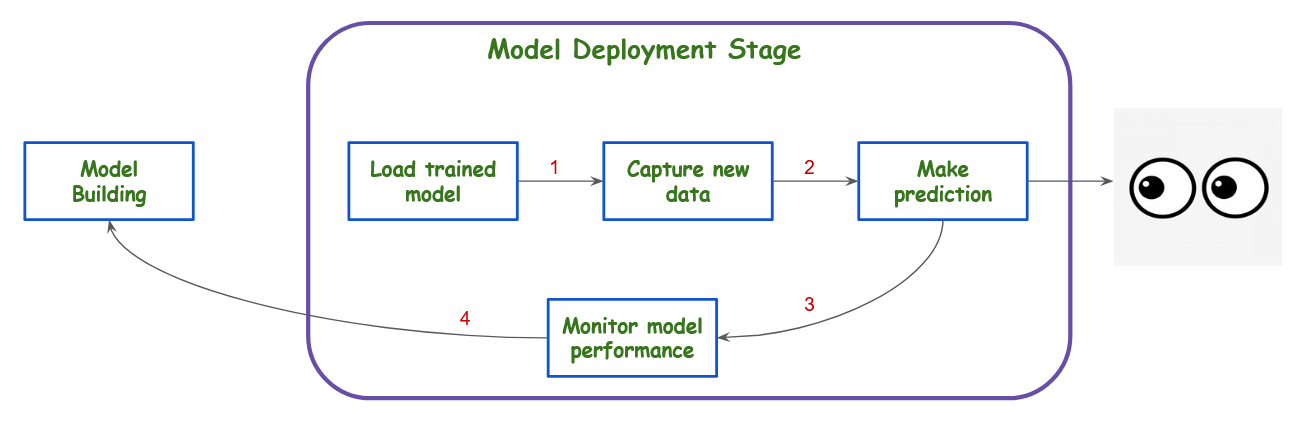 Model Deployment Stage
Model
Building
Load trained
model
1
Capture new
data
2
Make
prediction
3
Monitor model
performance
4